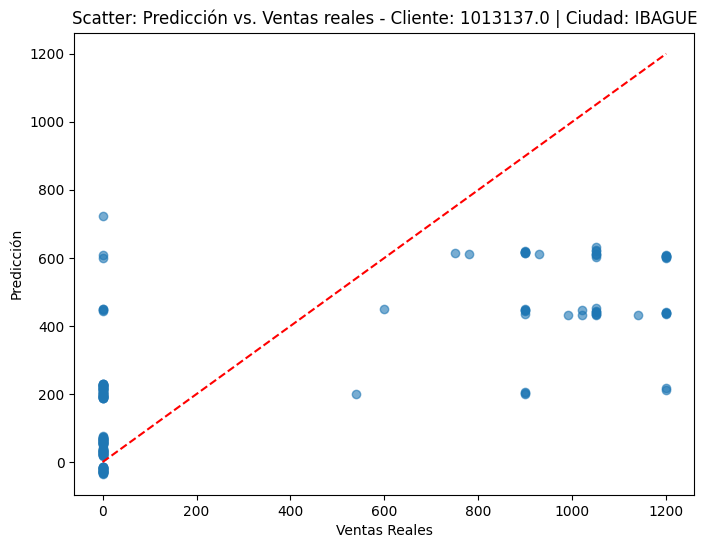 Scatter: Predicción vs. Ventas reales - Cliente: 1013137.0 | Ciudad: IBAGUE
1200
1000
800
600
400
200
0
Predicción
0 200 400 600 800 1000 1200
Ventas Reales